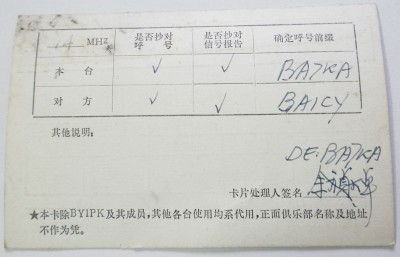 14 MHz 是否抄对呼号 是否抄对信号报告 确定呼号前缀
本台 √ √ BA7KA
对方 √ √ BA1CY
其他说明:
DE:BA7KA
卡片处理人签名
★本卡除BY1PK及其成员,其他各台使用均系代用,正面俱乐部名称及地址
不作为凭。